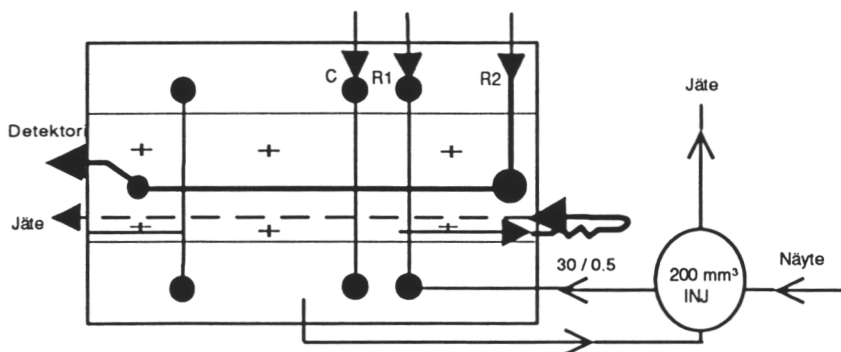 C
R1
R2
Jäte
Detektori
Jäte
30 / 0.5
200 mm³
INJ
Näyte